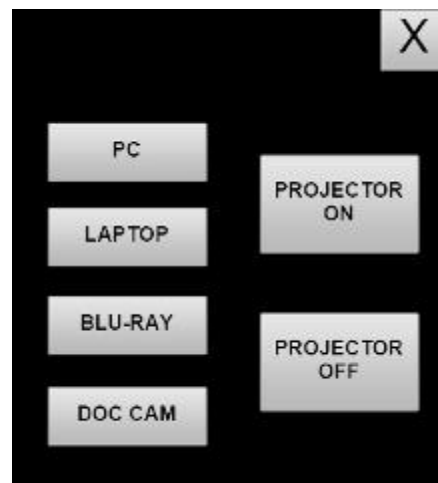 X
PC
LAPTOP
BLU-RAY
DOC CAM
PROJECTOR
ON
PROJECTOR
OFF